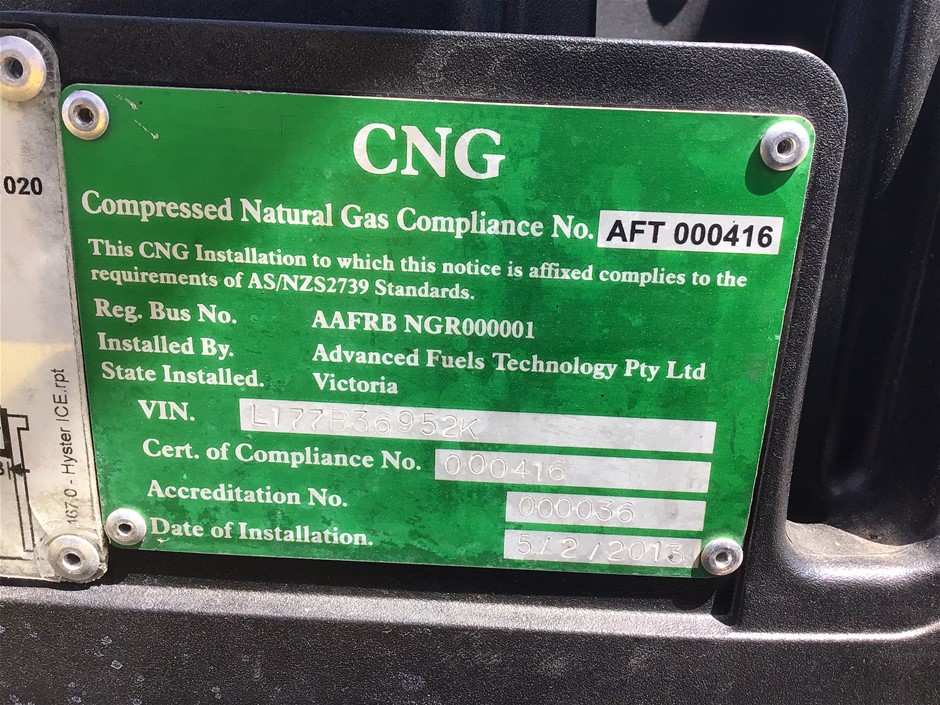 020
167.0 - Hyster ICE.rpt
CNG
Compressed Natural Gas Compliance No. AFT 000416
This CNG Installation to which this notice is affixed complies to the
requirements of AS/NZS2739 Standards.
Reg. Bus No. AAFRB NGR000001
Installed By. Advanced Fuels Technology Pty Ltd
State Installed. Victoria
VIN. L177B36952K
Cert. of Compliance No. 000416
Accreditation No. 000036
Date of Installation. 5/2/2013